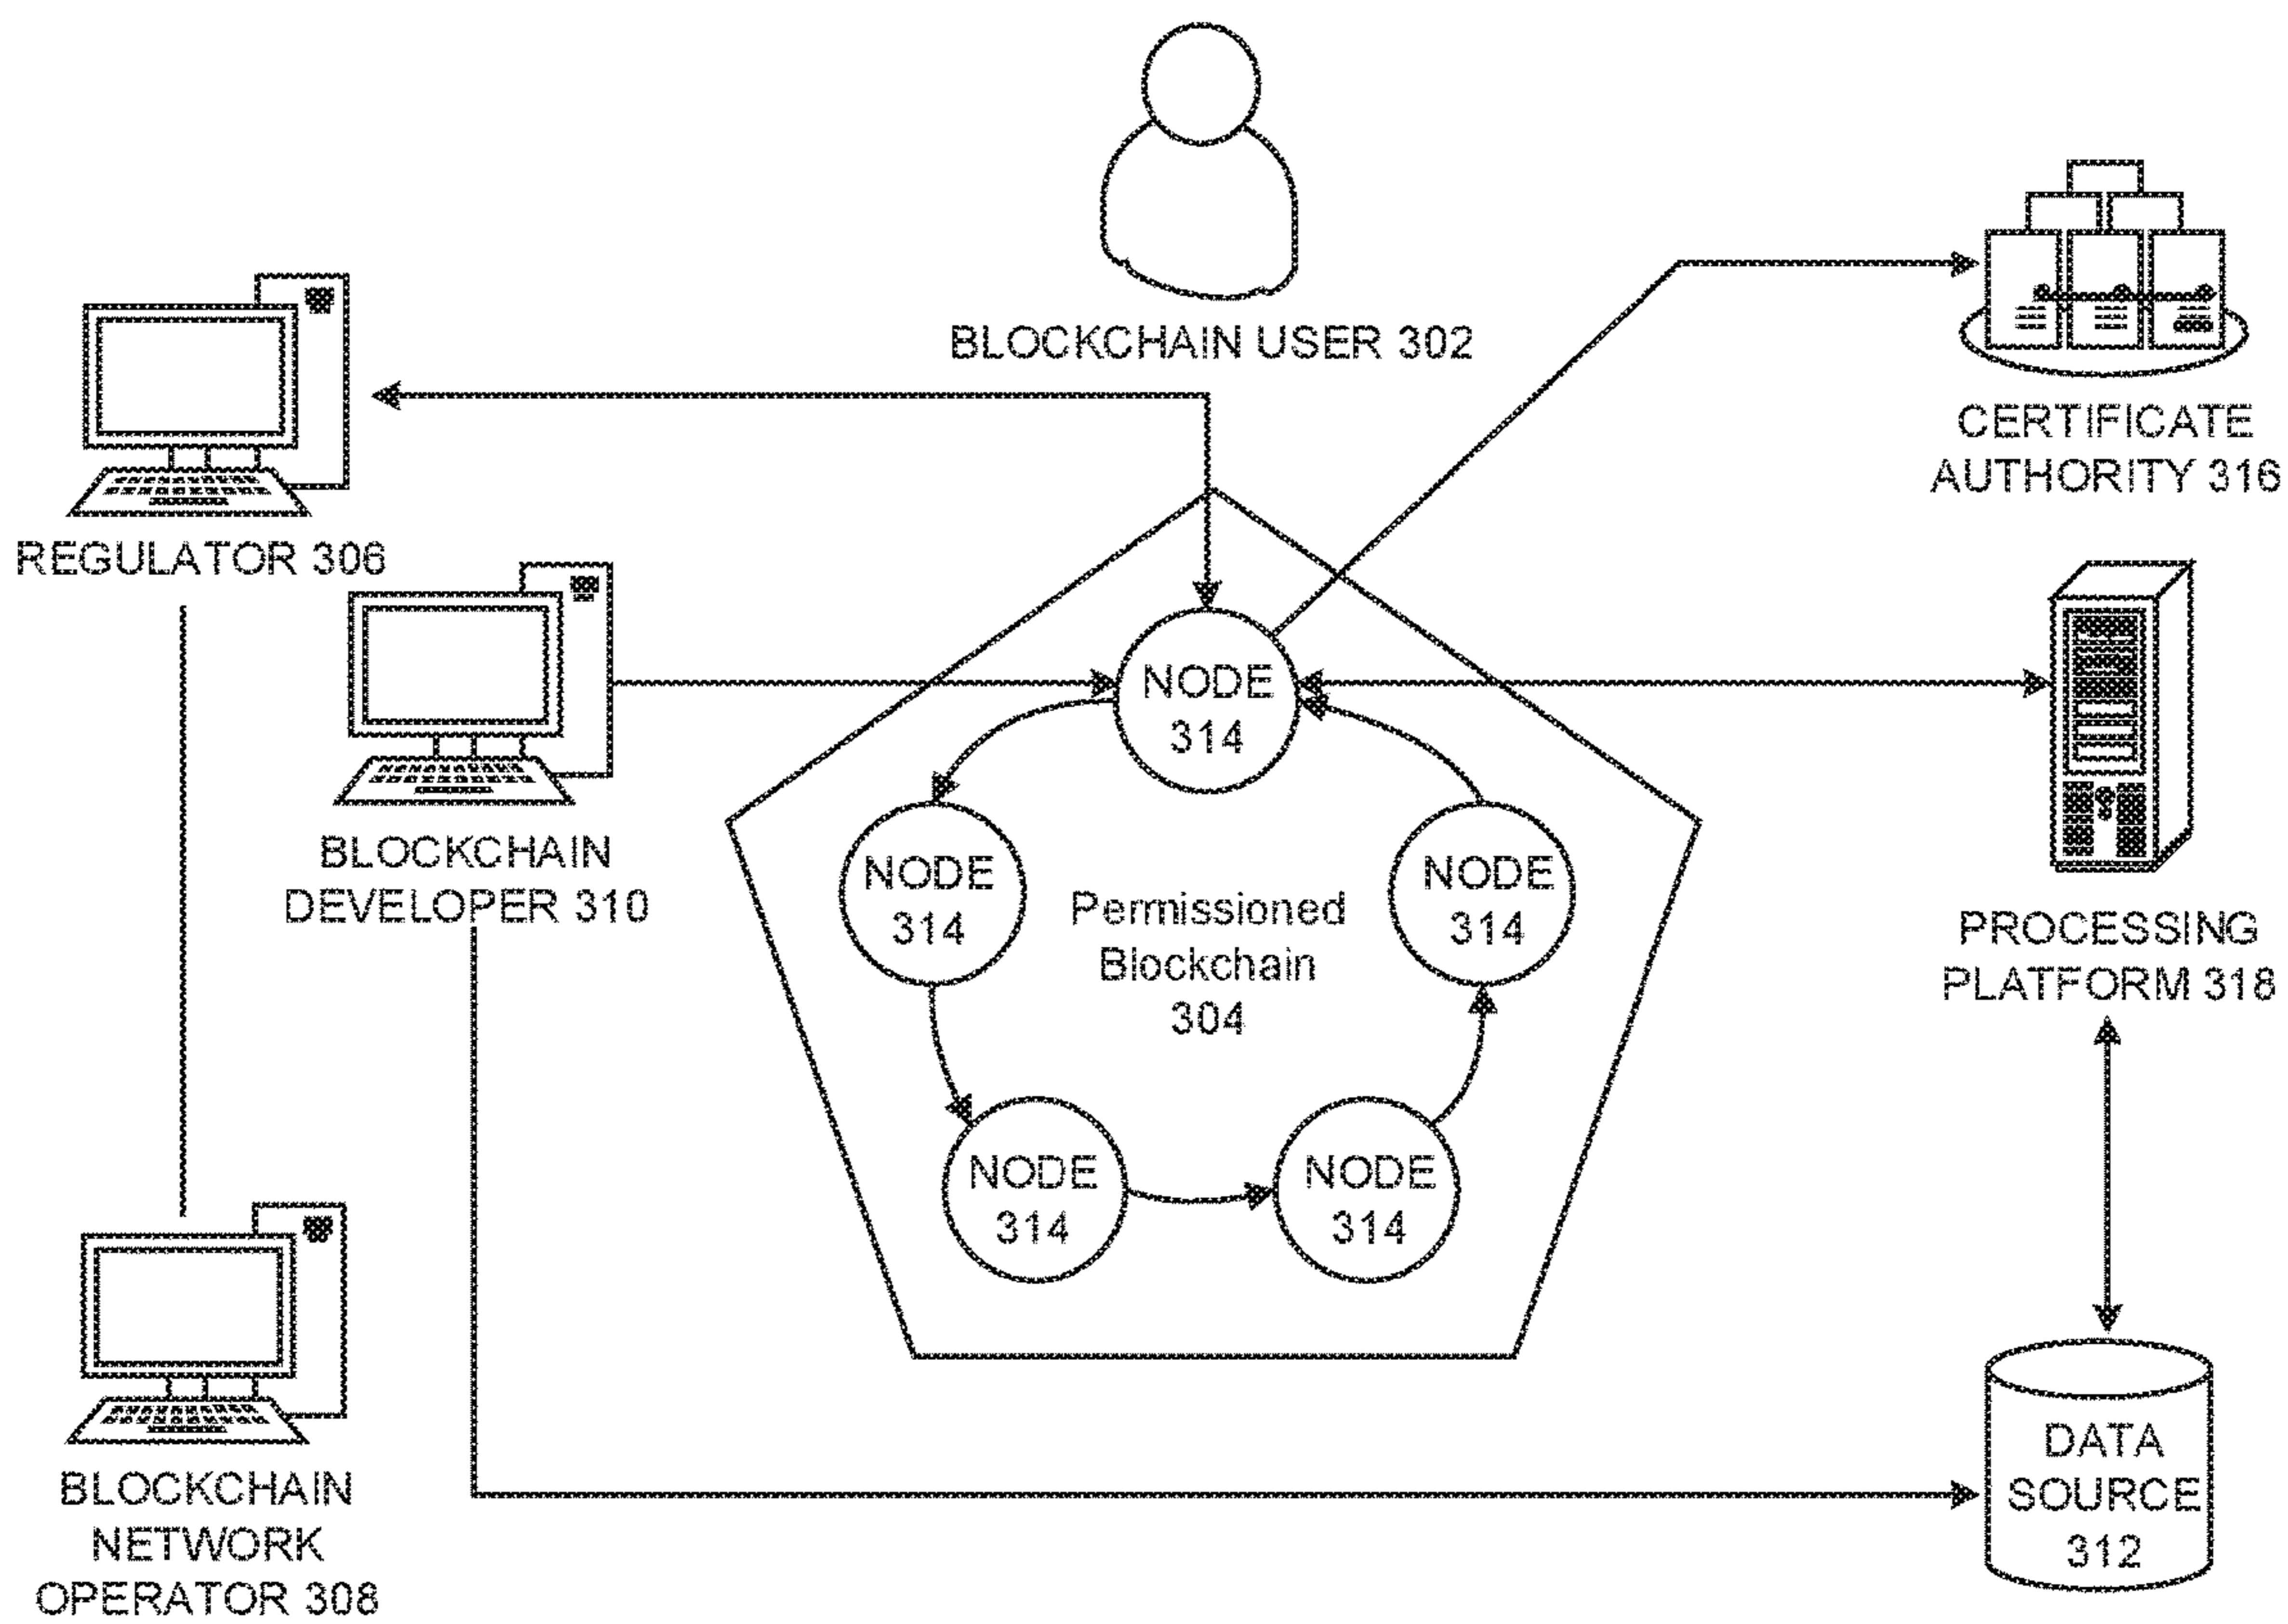 BLOCKCHAIN USER 302
CERTIFICATE
AUTHORITY 316
REGULATOR 306
NODE
314
BLOCKCHAIN
DEVELOPER 310
NODE
314
Permissioned
Blockchain
304
NODE
314
PROCESSING
PLATFORM 318
NODE
314
NODE
314
BLOCKCHAIN
NETWORK
OPERATOR 308
DATA
SOURCE
312